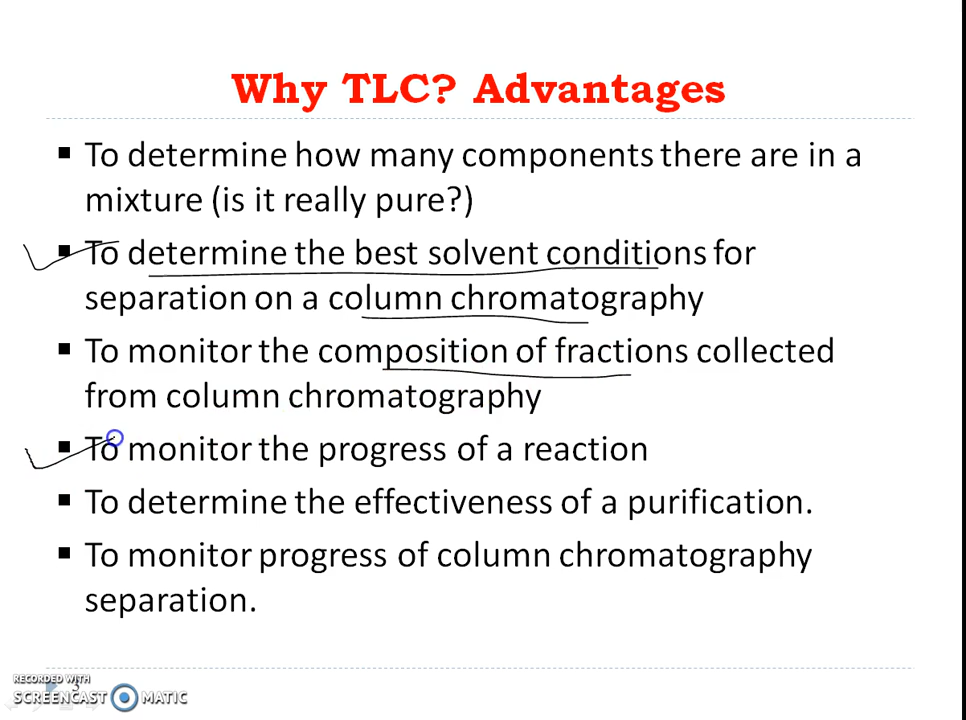 Why TLC? Advantages
▪ To determine how many components there are in a
mixture (is it really pure?)
▪ To determine the best solvent conditions for
separation on a column chromatography
▪ To monitor the composition of fractions collected
from column chromatography
▪ To monitor the progress of a reaction
▪ To determine the effectiveness of a purification.
▪ To monitor progress of column chromatography
separation.
3
RECORDED WITH
SCREENCAST MATIC